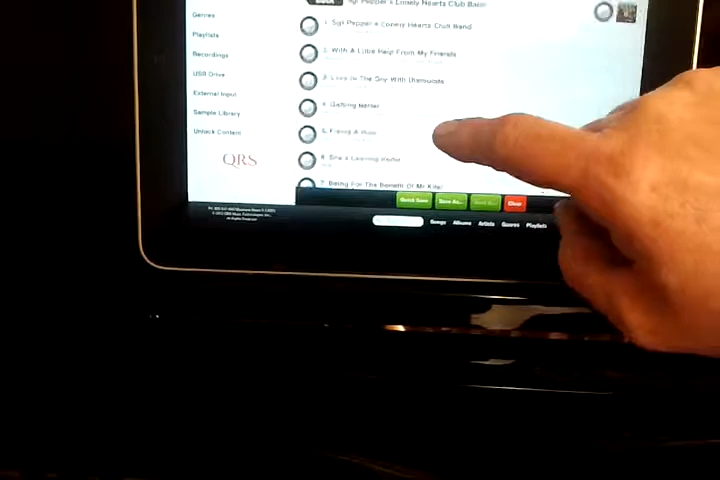 Sgt Pepper's Lonely Hearts Club Band
Genres
Playlists
Recordings
USB Drive
External Input
Sample Library
Unlock Content
QRS
1. Sgt Pepper's Lonely Hearts Club Band
2. With A Little Help From My Friends
3. Lucy In The Sky With Diamonds
4. Getting Better
5. Fixing A Hole
6. She's Leaving Home
7. Being For The Benefit Of Mr Kite!
Quick Save
Save As...
Clear
Songs Albums Artists Genres Playlists